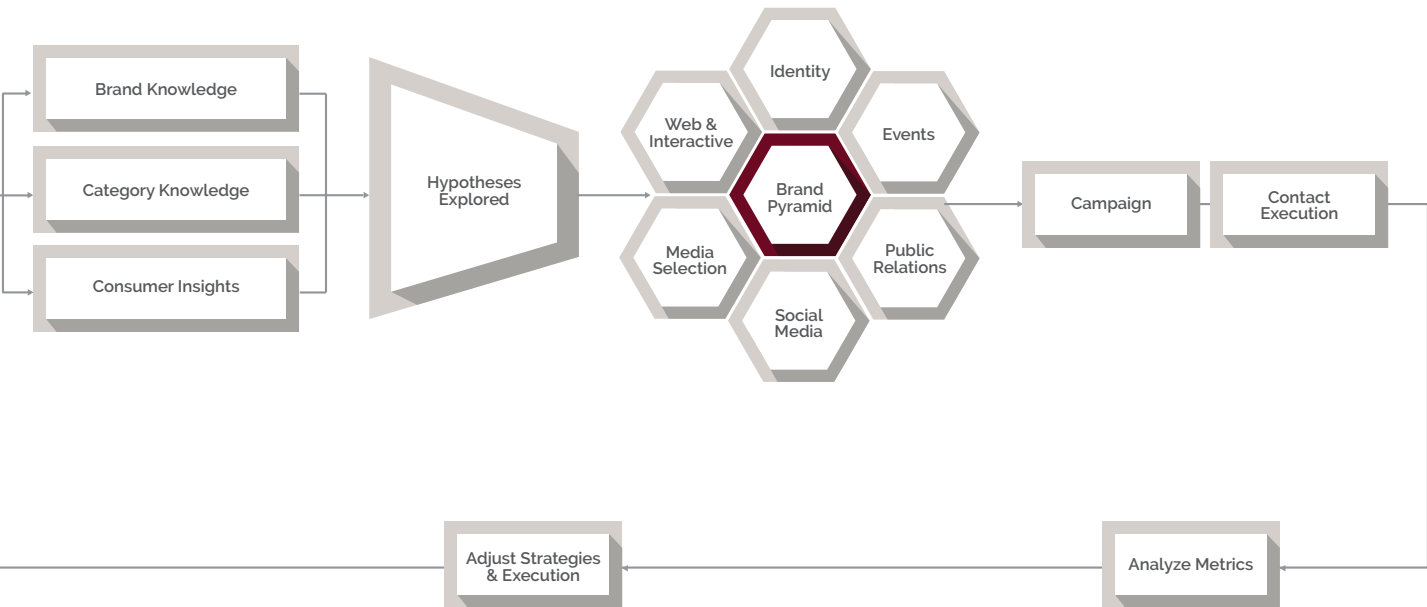 Brand Knowledge
Category Knowledge
Consumer Insights
Hypotheses
Explored
Identity
Web &
Interactive
Events
Brand
Pyramid
Media
Selection
Public
Relations
Social
Media
Campaign
Contact
Execution
Adjust Strategies
& Execution
Analyze Metrics